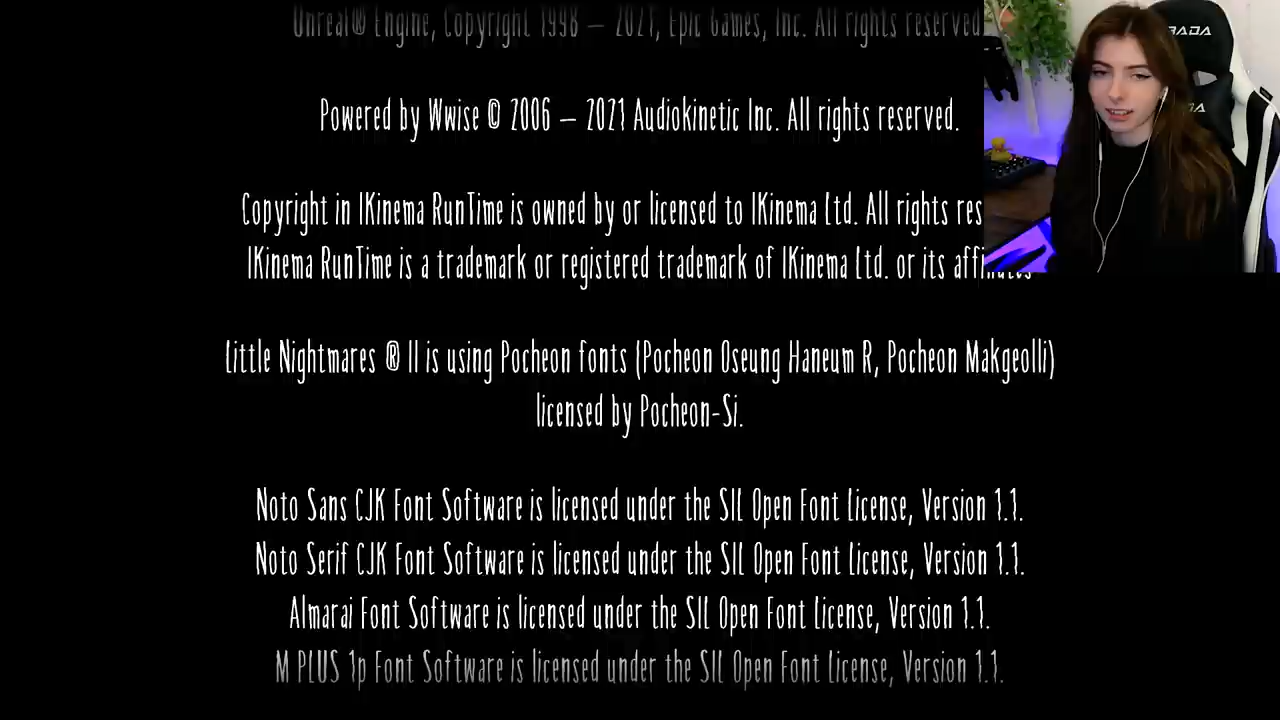 Unreal® Engine, Copyright 1998 – 2021, Epic Games, Inc. All rights reserved
Powered by Wwise © 2006 – 2021 Audiokinetic Inc. All rights reserved.
Copyright in IKinema RunTime is owned by or licensed to IKinema Ltd. All rights res
IKinema RunTime is a trademark or registered trademark of IKinema Ltd. or its affiliates
Little Nightmares ® II is using Pocheon fonts (Pocheon Oseung Haneum R, Pocheon Makgeolli)
licensed by Pocheon-Si.
Noto Sans CJK Font Software is licensed under the SIL Open Font License, Version 1.1.
Noto Serif CJK Font Software is licensed under the SIL Open Font License, Version 1.1.
Almarai Font Software is licensed under the SIL Open Font License, Version 1.1.
M PLUS 1p Font Software is licensed under the SIL Open Font License, Version 1.1.